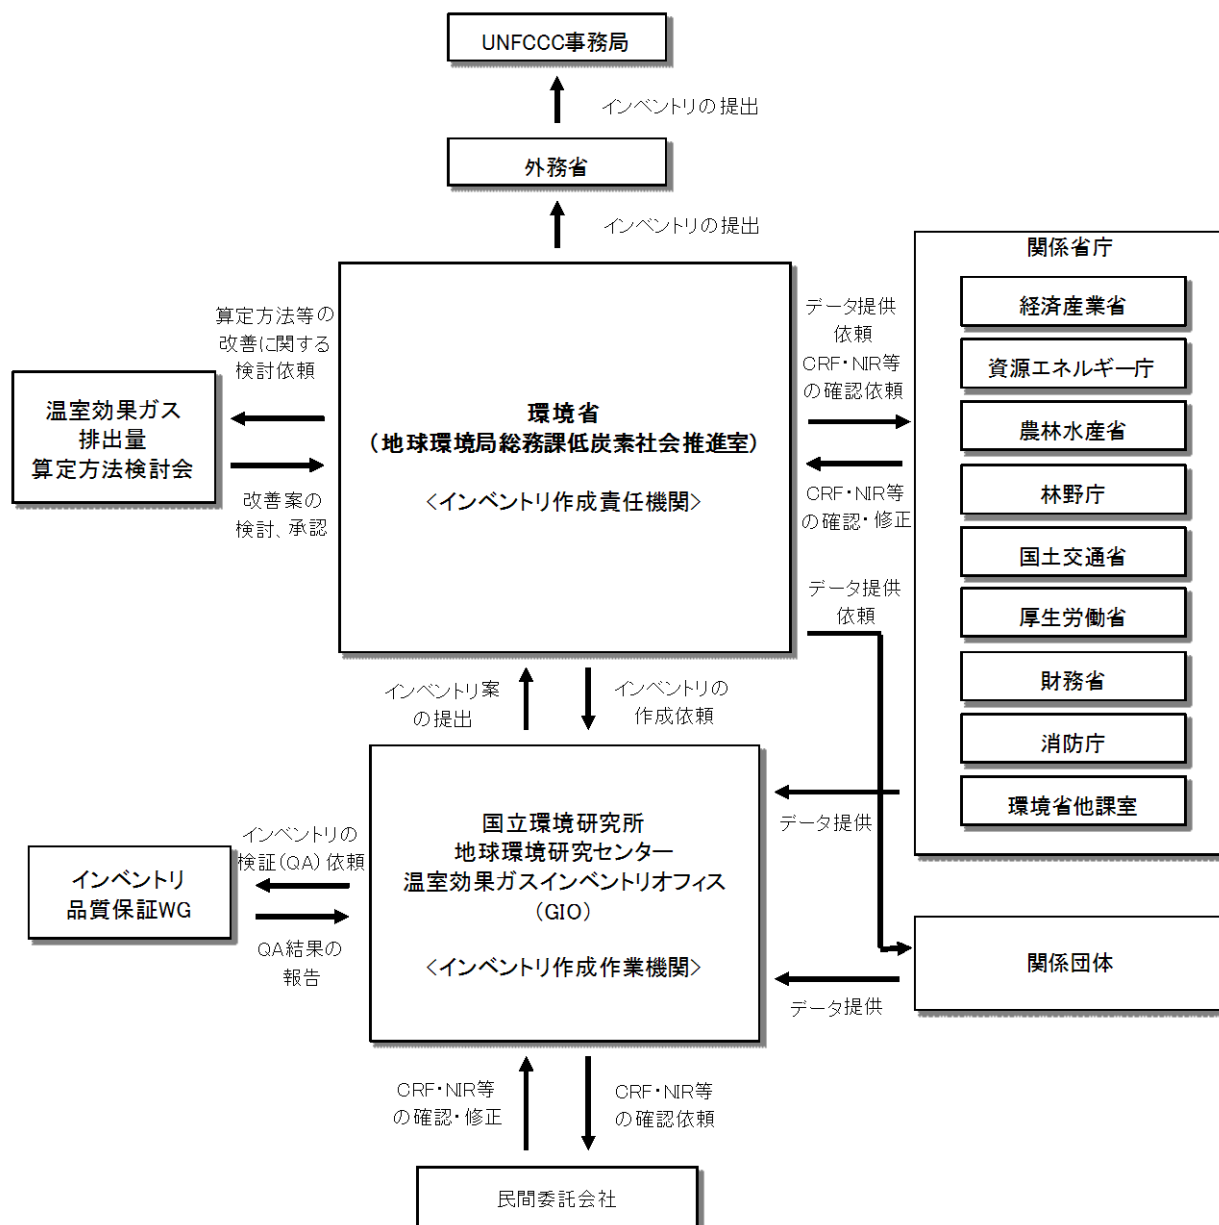 UNFCCC事務局
インベントリの提出
外務省
インベントリの提出
算定方法等の
改善に関する
検討依頼
温室効果ガス
排出量
算定方法検討会
改善案の
検討、承認
環境省
(地球環境局総務課低炭素社会推進室)
<インベントリ作成責任機関>
データ提供
依頼
CRF・NIR等
の確認依頼
CRF・NIR等
の確認・修正
データ提供
依頼
関係省庁
経済産業省
資源エネルギー庁
農林水産省
林野庁
国土交通省
厚生労働省
財務省
消防庁
環境省他課室
インベントリ案
の提出
インベントリの
作成依頼
インベントリの
検証(QA)依頼
インベントリ
品質保証WG
QA結果の
報告
国立環境研究所
地球環境研究センター
温室効果ガスインベントリオフィス
(GIO)
<インベントリ作成作業機関>
データ提供
データ提供
関係団体
CRF・NIR等
の確認・修正
CRF・NIR等
の確認依頼
民間委託会社